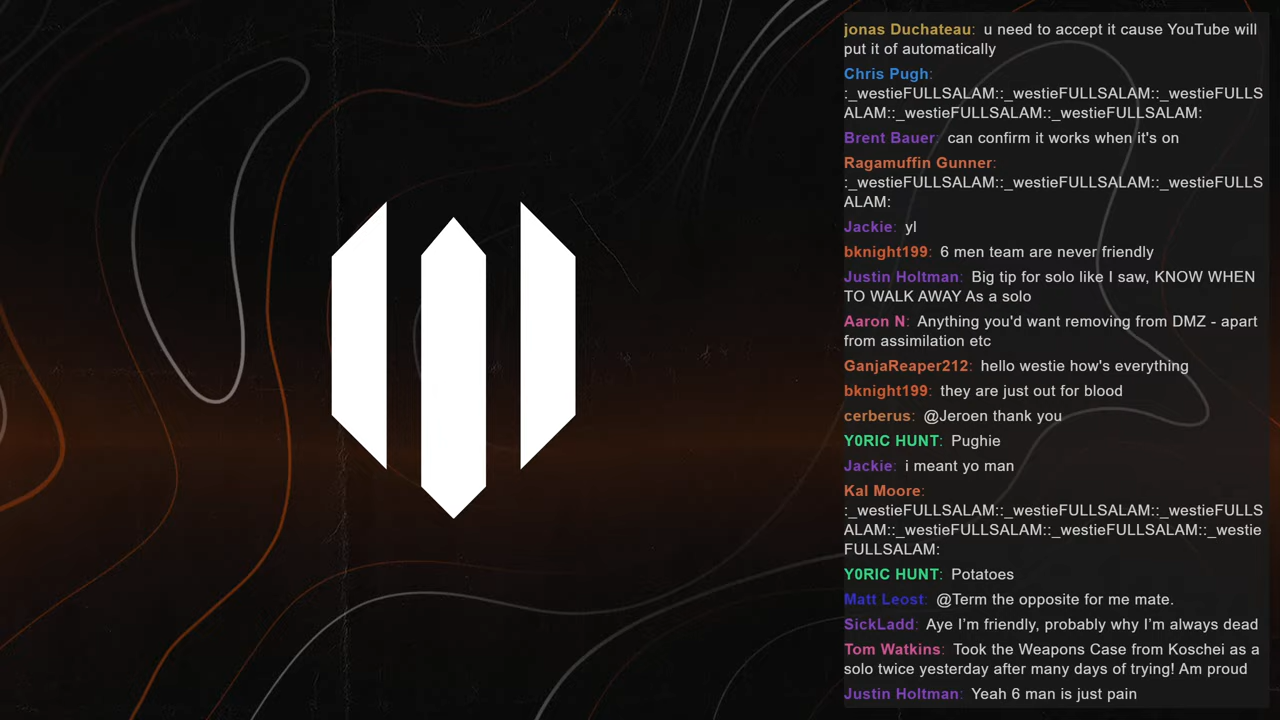 jonas Duchateau: u need to accept it cause YouTube will
put it of automatically
Chris Pugh:
:_westieFULLSALAM::_westieFULLSALAM::_westieFULLS
ALAM::_westieFULLSALAM::_westieFULLSALAM:
Brent Bauer: can confirm it works when it's on
Ragamuffin Gunner:
:_westieFULLSALAM::_westieFULLSALAM::_westieFULLS
ALAM:
Jackie: yl
bknight199: 6 men team are never friendly
Justin Holtman: Big tip for solo like I saw, KNOW WHEN
TO WALK AWAY As a solo
Aaron N: Anything you'd want removing from DMZ - apart
from assimilation etc
GanjaReaper212: hello westie how's everything
bknight199: they are just out for blood
cerberus: @Jeroen thank you
Y0RIC HUNT: Pughie
Jackie: i meant yo man
Kal Moore:
:_westieFULLSALAM::_westieFULLSALAM::_westieFULLS
ALAM::_westieFULLSALAM::_westieFULLSALAM::_westie
FULLSALAM:
Y0RIC HUNT: Potatoes
Matt Leost: @Term the opposite for me mate.
SickLadd: Aye I'm friendly, probably why I'm always dead
Tom Watkins: Took the Weapons Case from Koschei as a
solo twice yesterday after many days of trying! Am proud
Justin Holtman: Yeah 6 man is just pain